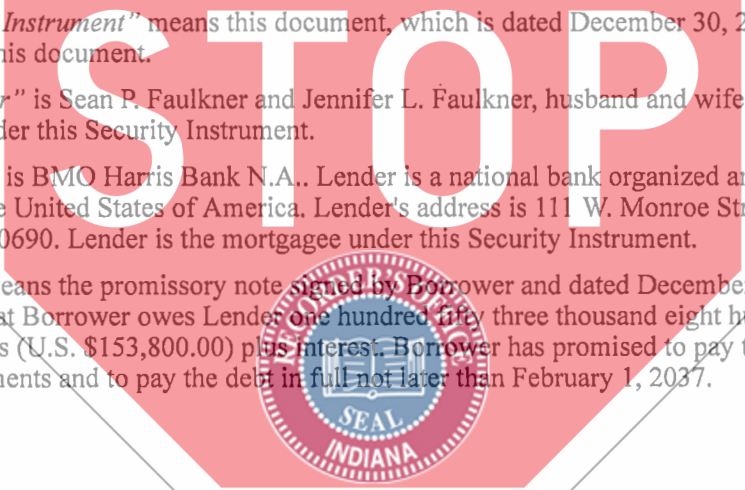 Instrument" means this document, which is dated December 30, 2
his document.
r" is Sean P. Faulkner and Jennifer L. Faulkner, husband and wife
der this Security Instrument.
is BMO Harris Bank N.A.. Lender is a national bank organized a
e United States of America. Lender's address is 111 W. Monroe Str
0690. Lender is the mortgagee under this Security Instrument.
eans the promissory note signed by Borrower and dated December
at Borrower owes Lender one hundred fifty three thousand eight hu
s (U.S. $153,800.00) plus interest. Borrower has promised to pay t
ments and to pay the debt in full not later than February 1, 2037.
STOP
RECORDER'S OFFICE
SEAL
INDIANA